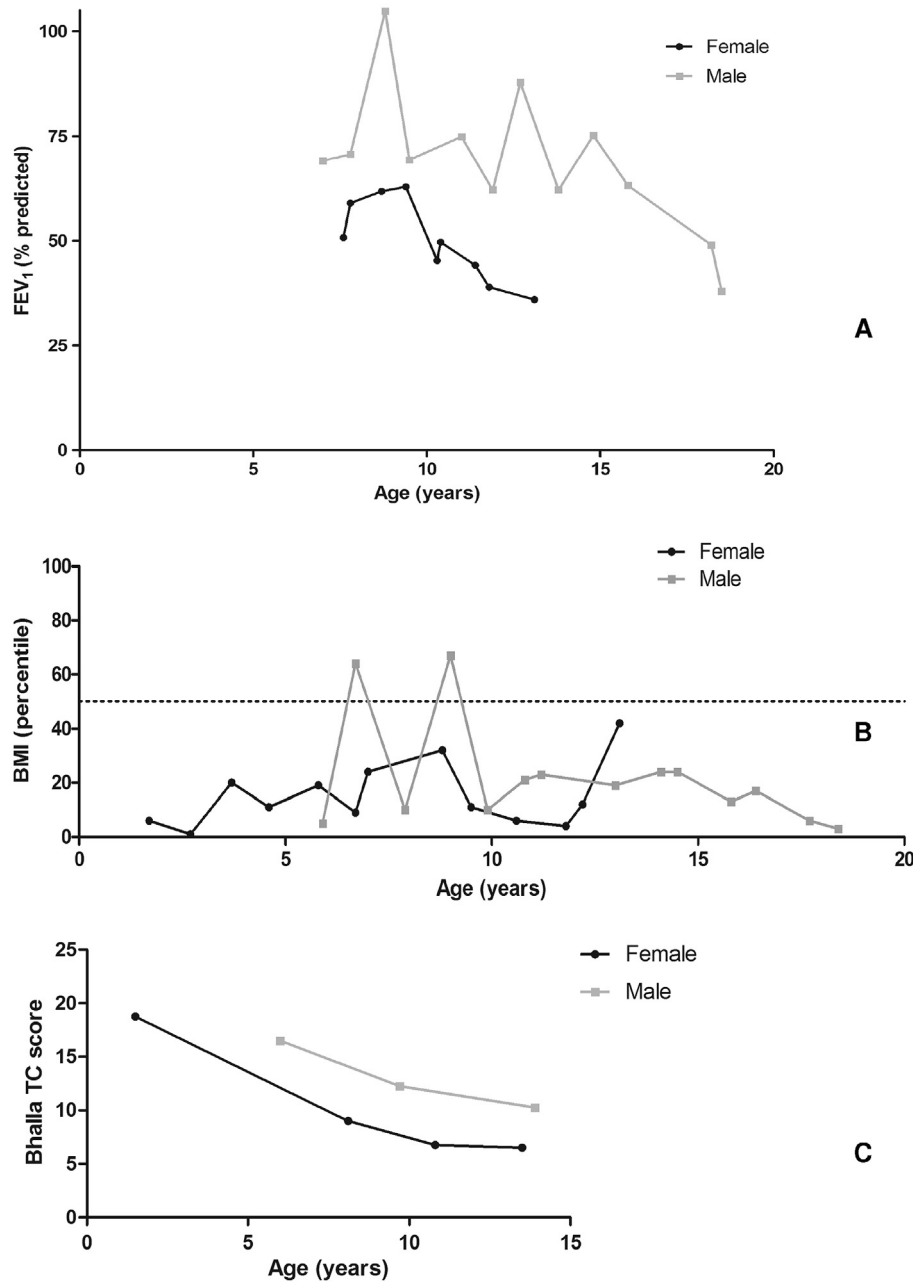 100
75
50
25
0
FEV1 (% predicted)
Female
Male
A
0 5 10 15 20
Age (years)
Female
Male
100
80
60
40
20
0
BMI (percentile)
B
0 5 10 15 20
Age (years)
Female
Male
25
20
15
10
5
0
Bhalla TC score
C
0 5 10 15
Age (years)